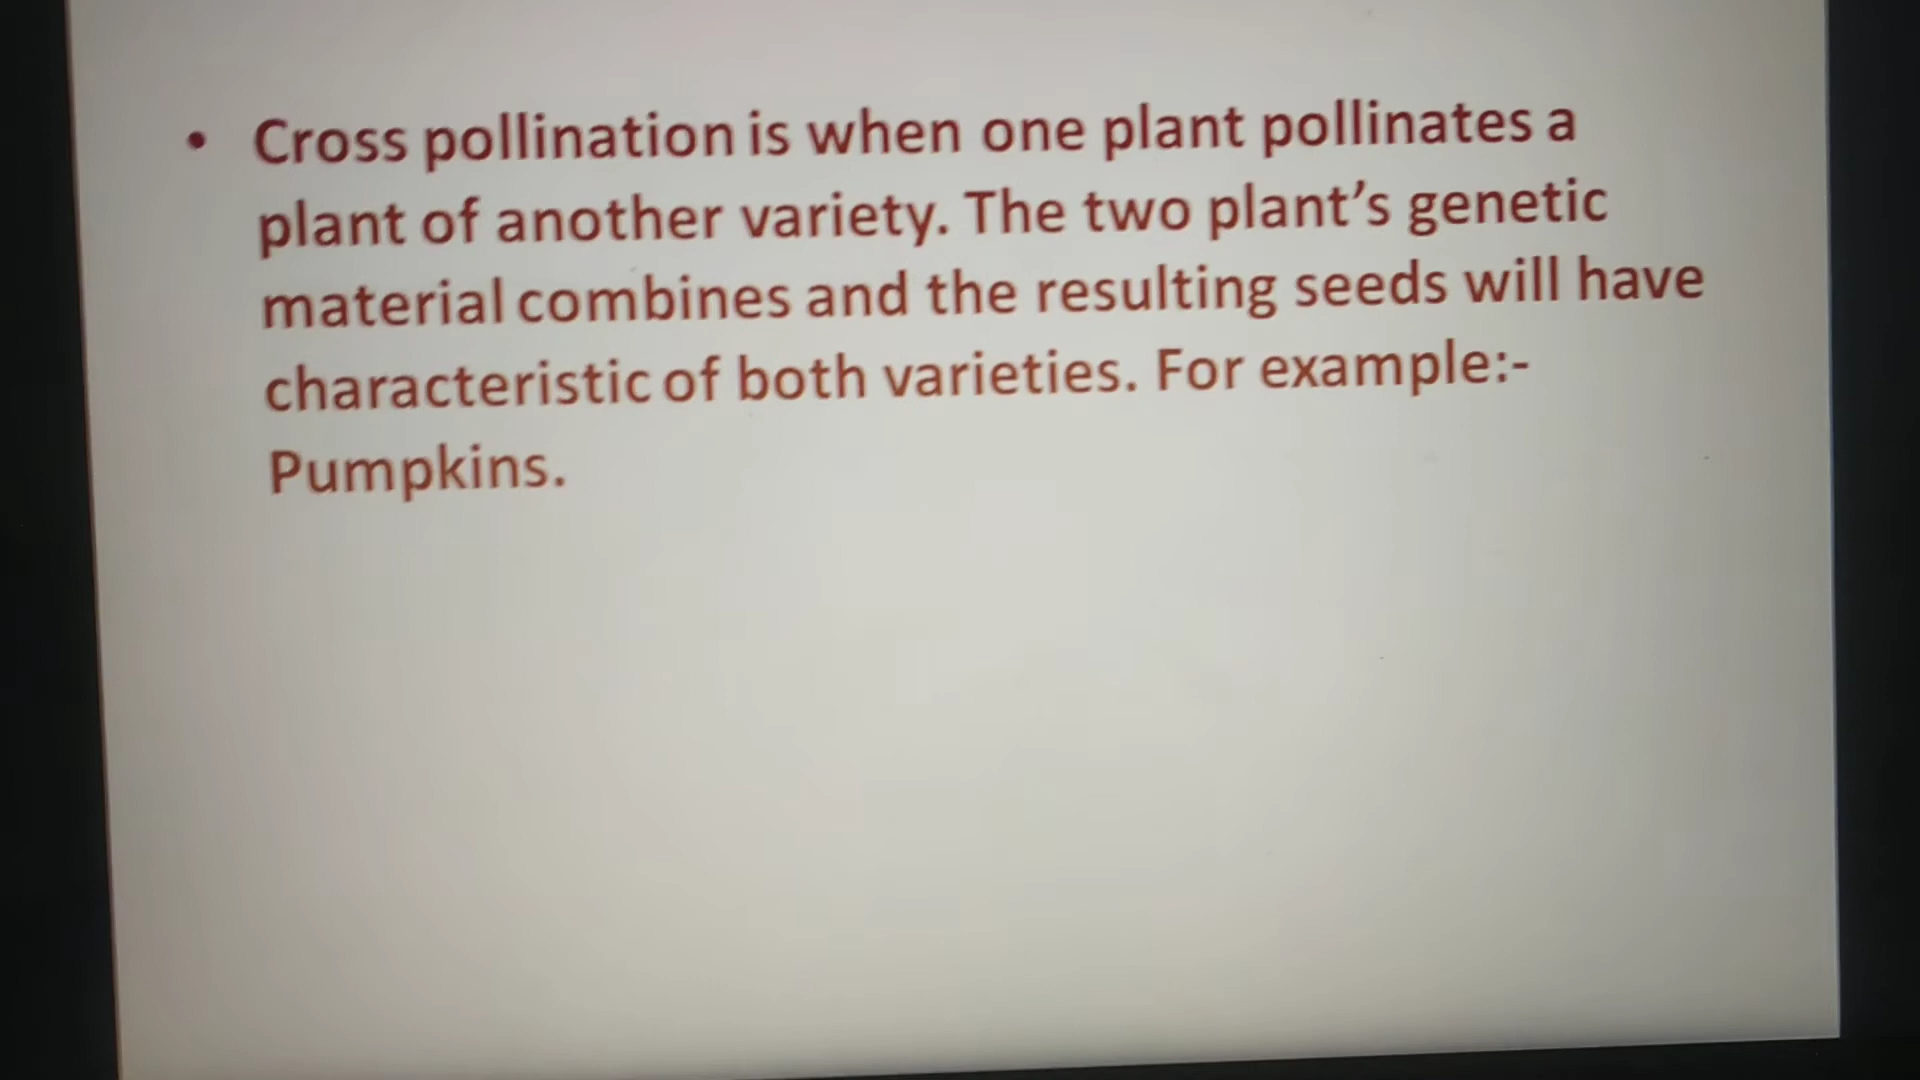 • Cross pollination is when one plant pollinates a
plant of another variety. The two plant’s genetic
material combines and the resulting seeds will have
characteristic of both varieties. For example:-
Pumpkins.